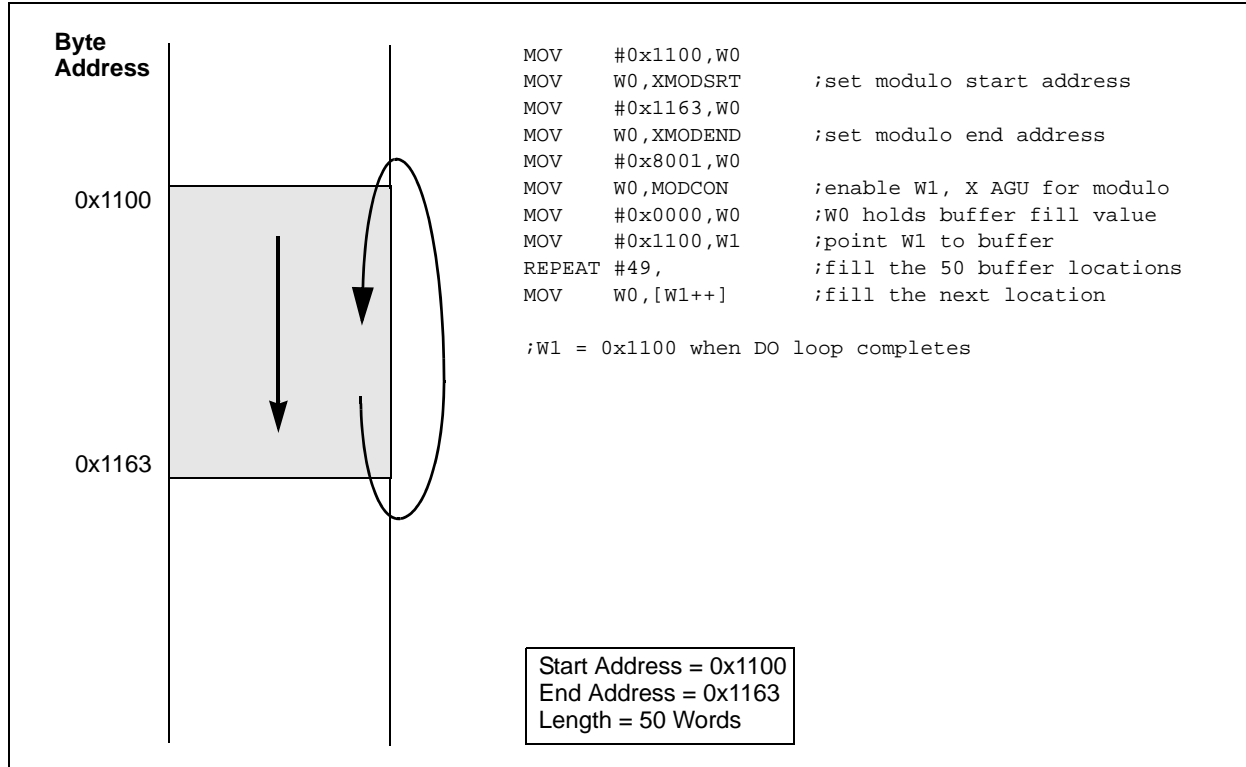 Byte
Address
0x1100
0x1163
MOV #0x1100,W0
MOV W0,XMODSRT ;set modulo start address
MOV #0x1163,W0
MOV W0,XMODEND ;set modulo end address
MOV #0x8001,W0
MOV W0,MODCON ;enable W1, X AGU for modulo
MOV #0x0000,W0 ;W0 holds buffer fill value
MOV #0x1100,W1 ;point W1 to buffer
REPEAT #49, ;fill the 50 buffer locations
MOV W0,[W1++] ;fill the next location
;W1 = 0x1100 when DO loop completes
Start Address = 0x1100
End Address = 0x1163
Length = 50 Words